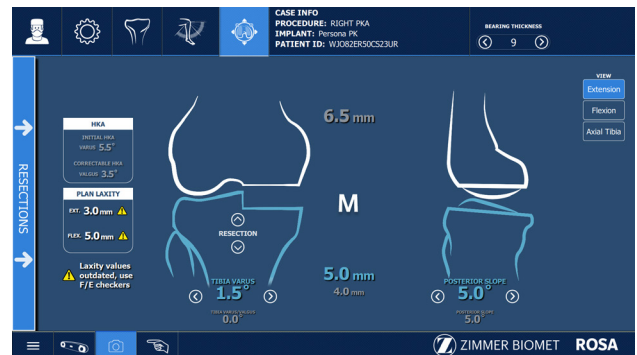 CASE INFO
PROCEDURE: RIGHT PKA
IMPLANT: Persona PK
PATIENT ID: WJO82ER50CS23UR
BEARING THICKNESS
9
RESECTIONS
HKA
INITIAL HKA
VARUS 5.5°
CORRECTABLE HKA
VALGUS 3.5°
PLAN LAXITY
EXT. 3.0 mm
FLEX. 5.0 mm
Laxity values
outdated, use
F/E checkers
6.5 mm
M
RESECTION
TIBIA VARUS
1.5°
TIBIA VARUS/VALGUS
0.0°
5.0 mm
4.0 mm
POSTERIOR SLOPE
5.0°
POSTERIOR SLOPE
5.0°
VIEW
Extension
Flexion
Axial Tibia
ZIMMER BIOMET
ROSA